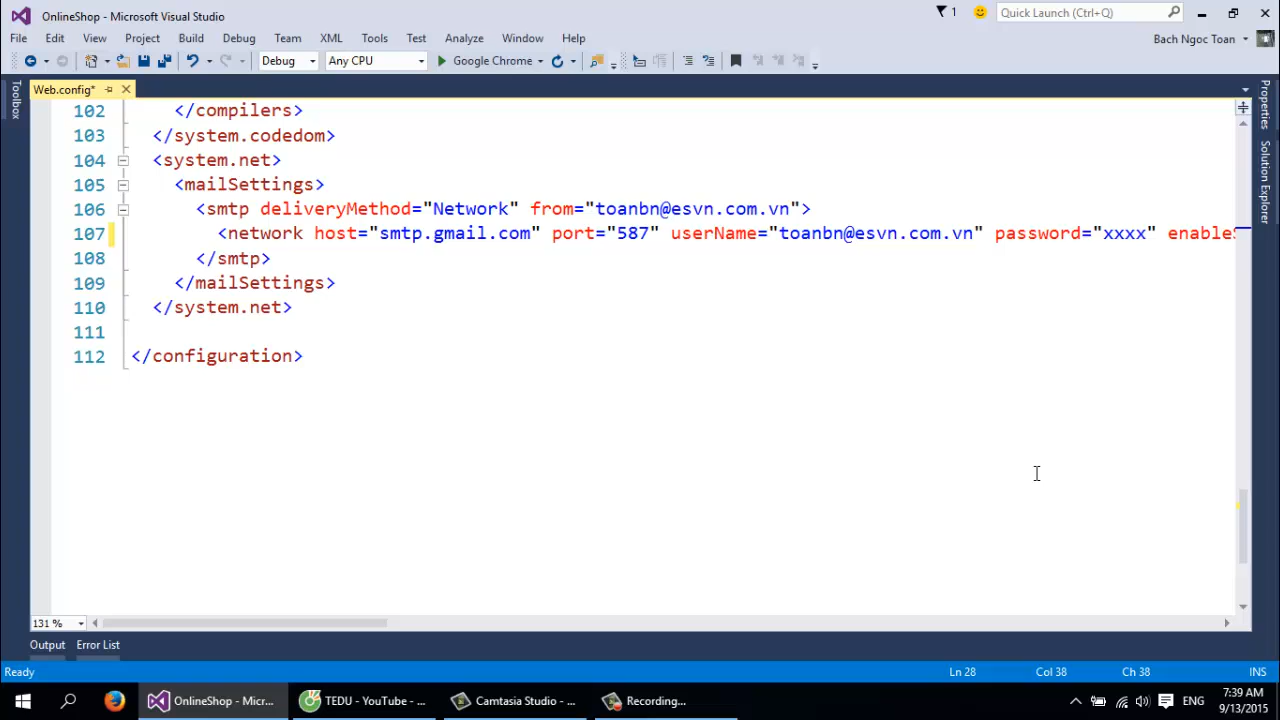 OnlineShop - Microsoft Visual Studio
1
Quick Launch (Ctrl+Q)
File Edit View Project Build Debug Team XML Tools Test Analyze Window Help
Bach Ngoc Toan
Debug Any CPU Google Chrome
Web.config*
Toolbox
Properties
Solution Explorer
102 </compilers>
103 </system.codedom>
104 <system.net>
105 <mailSettings>
106 <smtp deliveryMethod="Network" from="toanbn@esvn.com.vn">
107 <network host="smtp.gmail.com" port="587" userName="toanbn@esvn.com.vn" password="xxxx" enable
108 </smtp>
109 </mailSettings>
110 </system.net>
111
112 </configuration>
131 %
Output Error List
Ready Ln 28 Col 38 Ch 38 INS
OnlineShop - Micr... TEDU - YouTube - ... Camtasia Studio - ... Recording... ENG 7:39 AM
9/13/2015